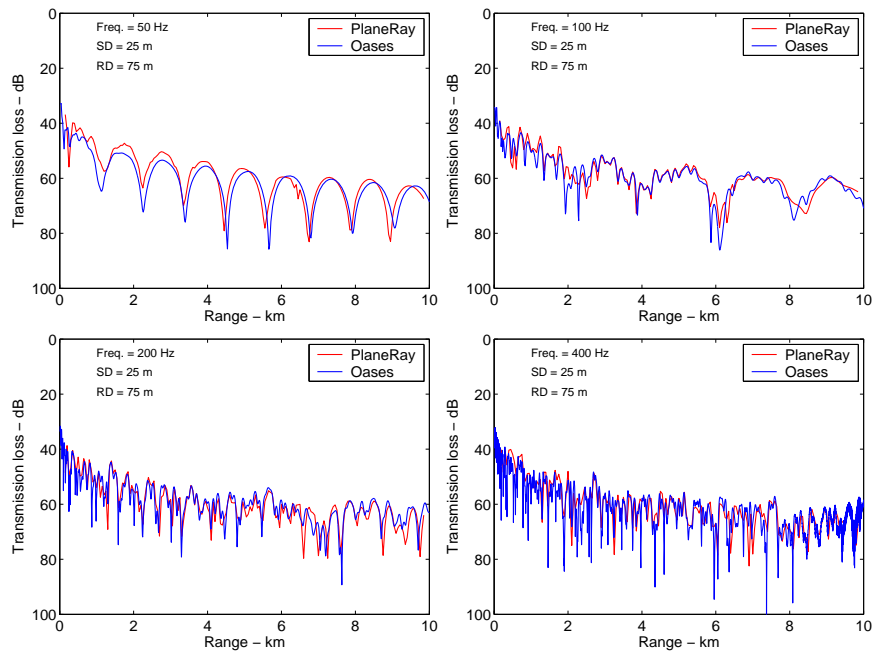 0
20
40
60
80
100
Transmission loss – dB
Freq. = 50 Hz
SD = 25 m
RD = 75 m
PlaneRay
Oases
0 2 4 6 8 10
Range – km
0
20
40
60
80
100
Transmission loss – dB
Freq. = 100 Hz
SD = 25 m
RD = 75 m
PlaneRay
Oases
0 2 4 6 8 10
Range – km
0
20
40
60
80
100
Transmission loss – dB
Freq. = 200 Hz
SD = 25 m
RD = 75 m
PlaneRay
Oases
0 2 4 6 8 10
Range – km
0
20
40
60
80
100
Transmission loss – dB
Freq. = 400 Hz
SD = 25 m
RD = 75 m
PlaneRay
Oases
0 2 4 6 8 10
Range – km